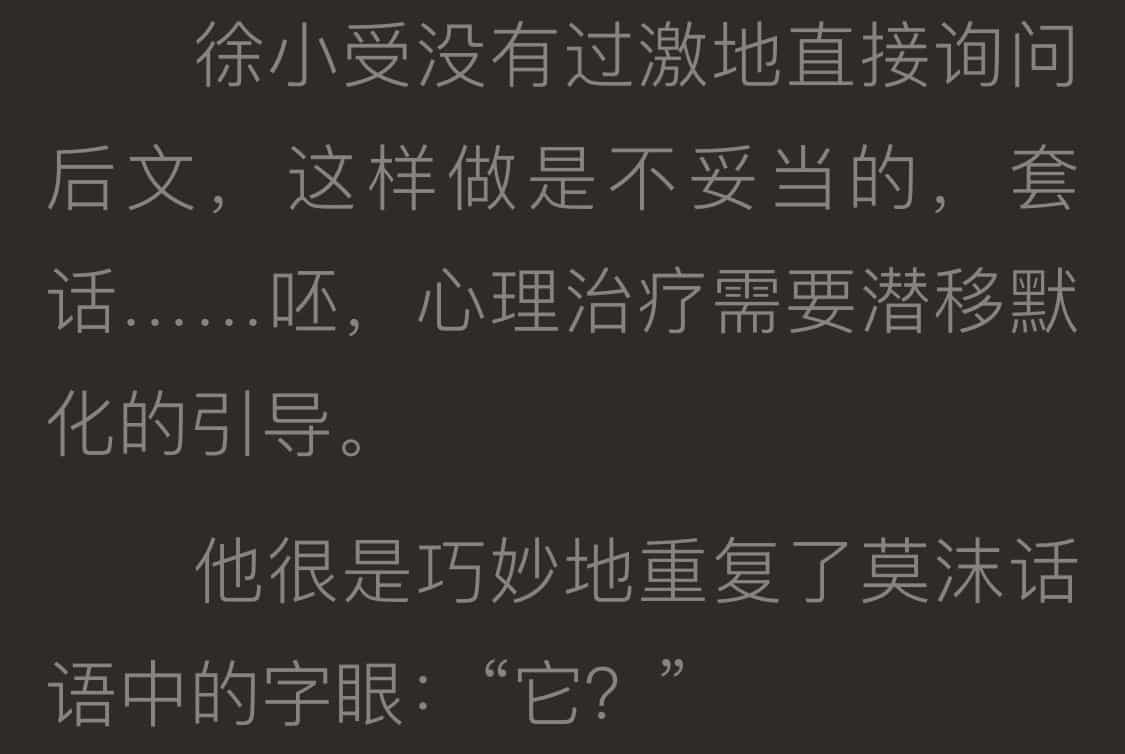 徐小受没有过激地直接询问
后文，这样做是不妥当的，套
话……呸，心理治疗需要潜移默
化的引导。
他很是巧妙地重复了莫沫话
语中的字眼：“它？”